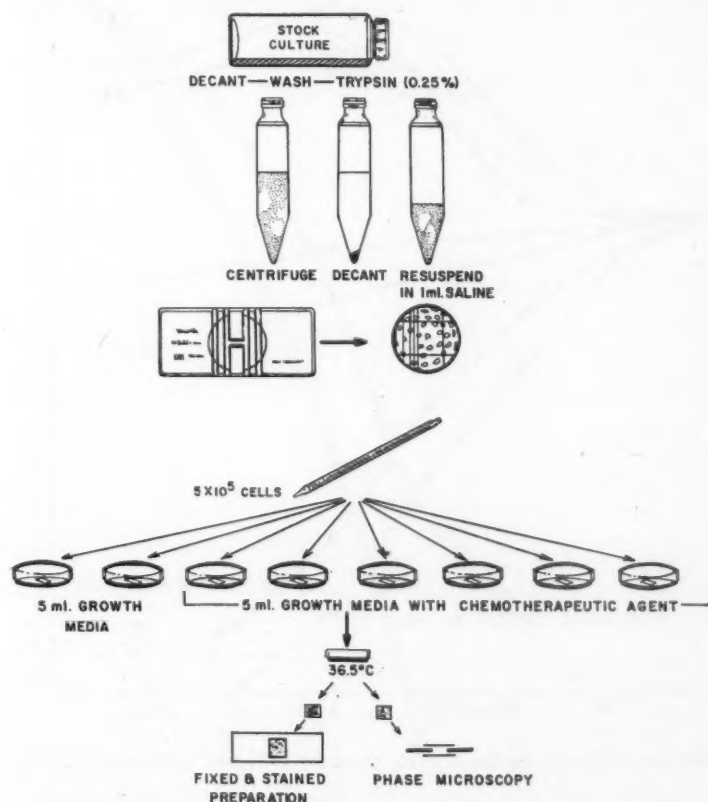 STOCK
CULTURE
DECANT — WASH — TRYPSIN (0.25%)
CENTRIFUGE DECANT RESUSPEND
IN 1ml. SALINE
5 X 10⁵ CELLS
5 ml. GROWTH
MEDIA
5 ml. GROWTH MEDIA WITH CHEMOTHERAPEUTIC AGENT
36.5°C
FIXED & STAINED
PREPARATION
PHASE MICROSCOPY